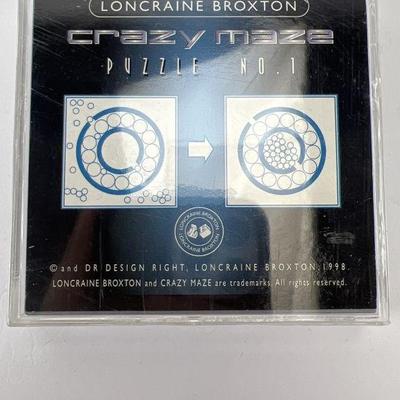 LONCRAINE BROXTON
crazy maze
PUZZLE NO.1
LONCRAINE BROXTON
LONCRAINE BROXTON
© and DR DESIGN RIGHT, LONCRAINE BROXTON, 1998.
LONCRAINE BROXTON and CRAZY MAZE are trademarks. All rights reserved.